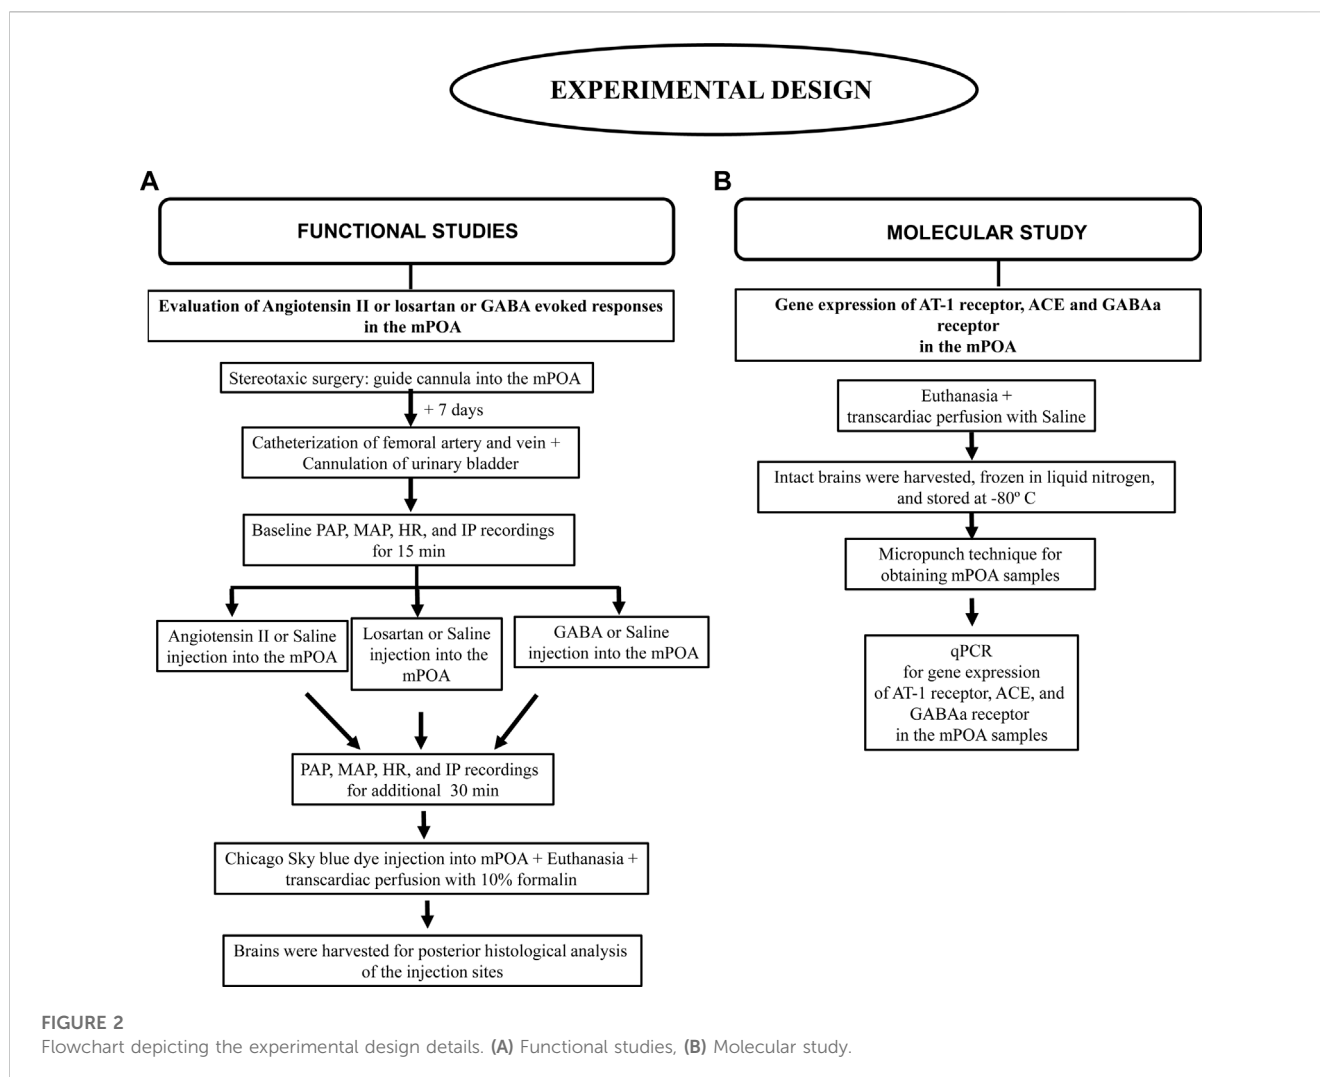 EXPERIMENTAL DESIGN
A
FUNCTIONAL STUDIES
Evaluation of Angiotensin II or losartan or GABA evoked responses
in the mPOA
Stereotaxic surgery: guide cannula into the mPOA
+ 7 days
Catheterization of femoral artery and vein +
Cannulation of urinary bladder
Baseline PAP, MAP, HR, and IP recordings
for 15 min
Angiotensin II or Saline
injection into the mPOA
Losartan or Saline
injection into the
mPOA
GABA or Saline
injection into the mPOA
PAP, MAP, HR, and IP recordings
for additional 30 min
Chicago Sky blue dye injection into mPOA + Euthanasia +
transcardiac perfusion with 10% formalin
Brains were harvested for posterior histological analysis
of the injection sites
B
MOLECULAR STUDY
Gene expression of AT-1 receptor, ACE and GABAa
receptor
in the mPOA
Euthanasia +
transcardiac perfusion with Saline
Intact brains were harvested, frozen in liquid nitrogen,
and stored at -80º C
Micropunch technique for
obtaining mPOA samples
qPCR
for gene expression
of AT-1 receptor, ACE, and
GABAa receptor
in the mPOA samples
FIGURE 2
Flowchart depicting the experimental design details. (A) Functional studies, (B) Molecular study.